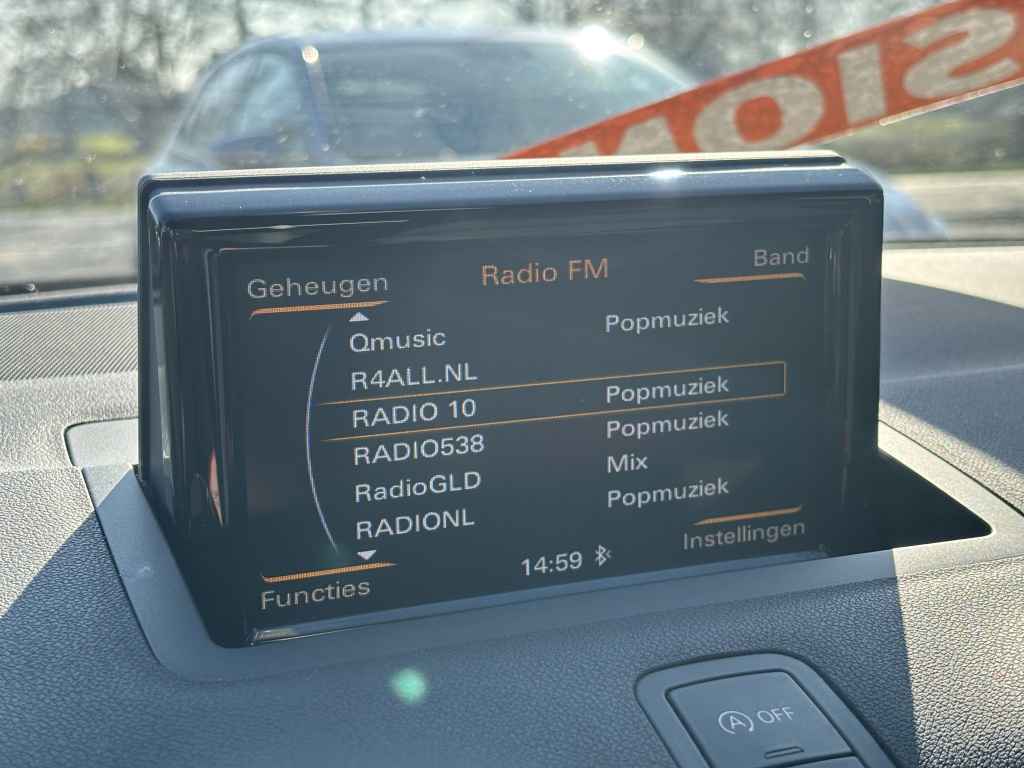 SION
Geheugen Radio FM Band
Qmusic Popmuziek
R4ALL.NL
RADIO 10 Popmuziek
RADIO538 Popmuziek
RadioGLD Mix
RADIONL Popmuziek
Functies 14:59 Instellingen
A OFF